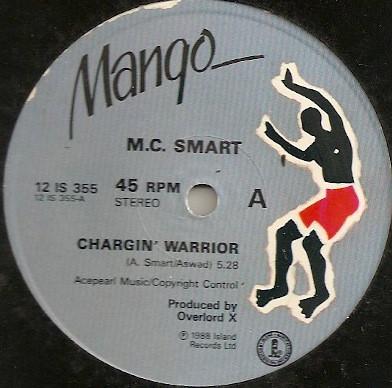 Mango
M.C. SMART
12 IS 355 45 RPM A
12 IS 355-A STEREO
CHARGIN' WARRIOR
(A. Smart/Aswad) 5.28
Acepearl Music/Copyright Control
Produced by
Overlord X
Ⓟ 1988 Island
Records Ltd